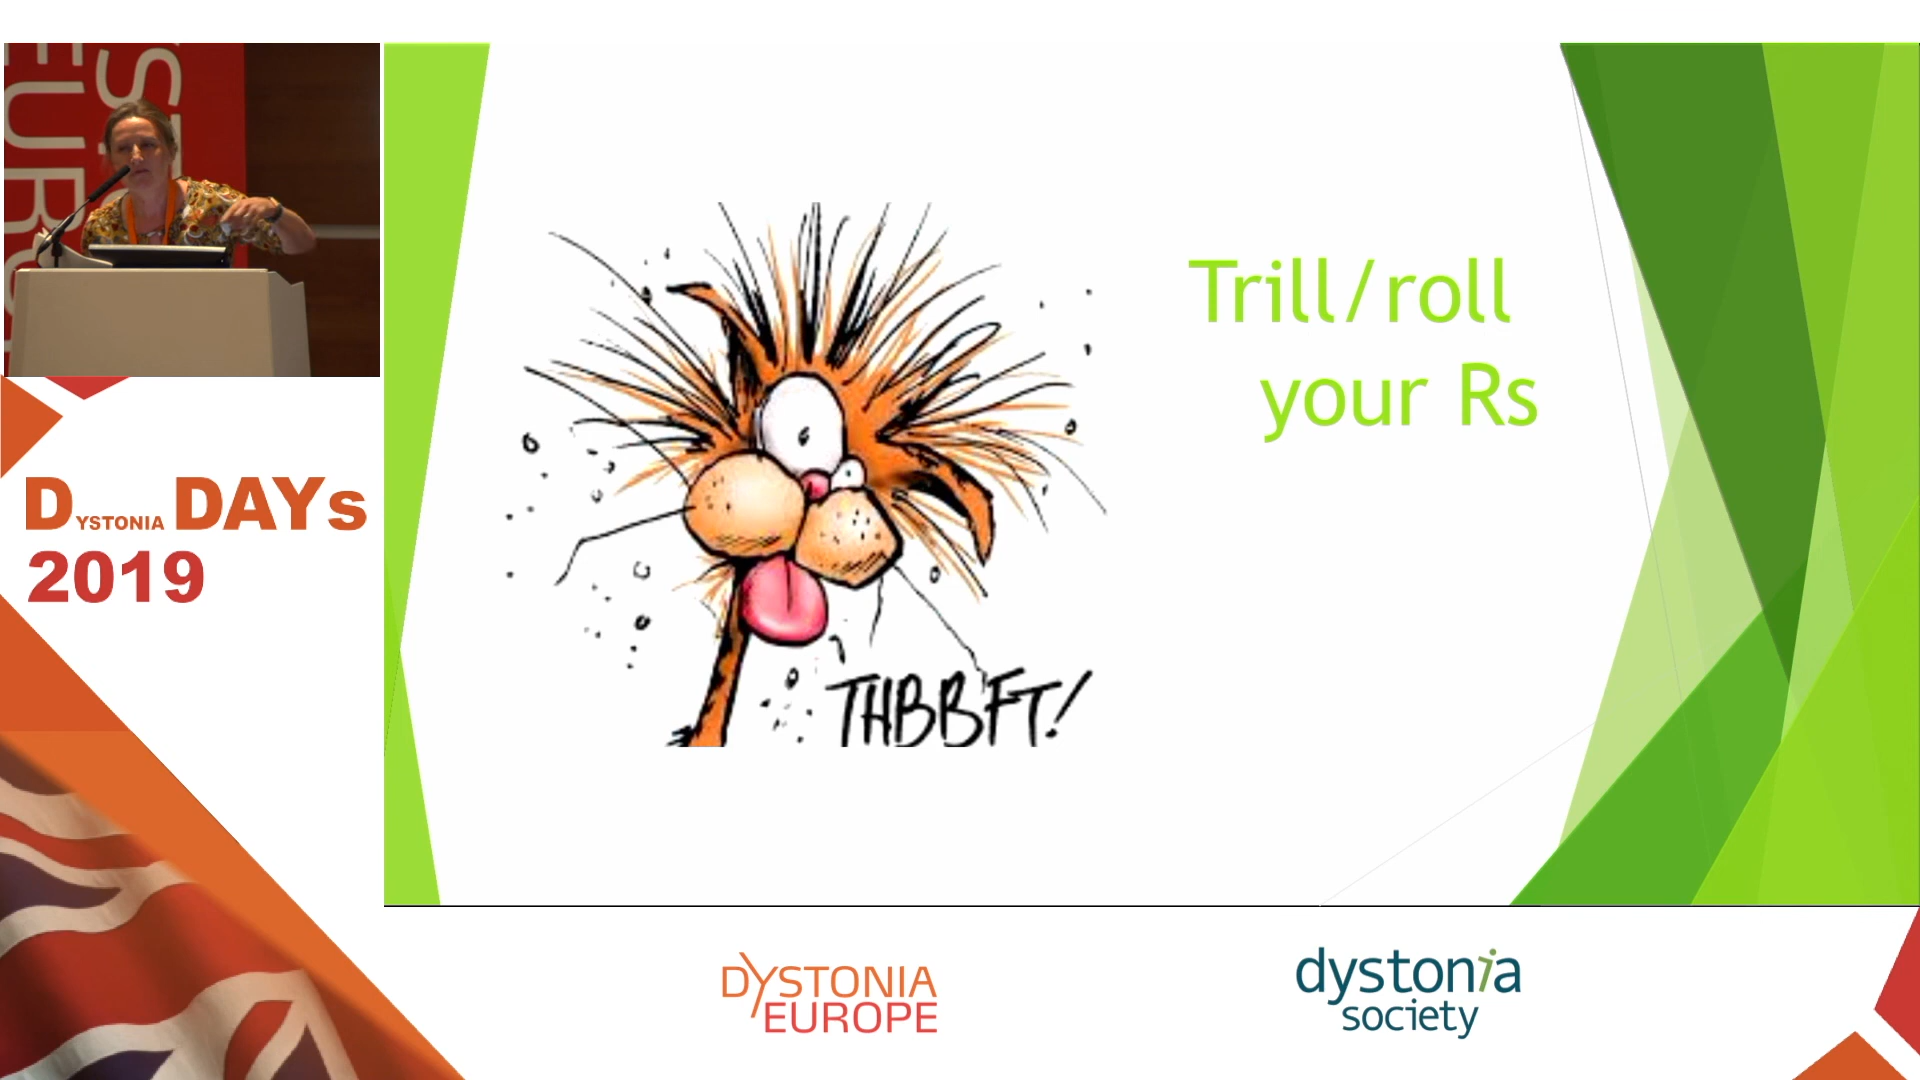 Trill/roll
your Rs
THBBFT!
DYSTONIA DAYs
2019
DYSTONIA
EUROPE
dystonia
society